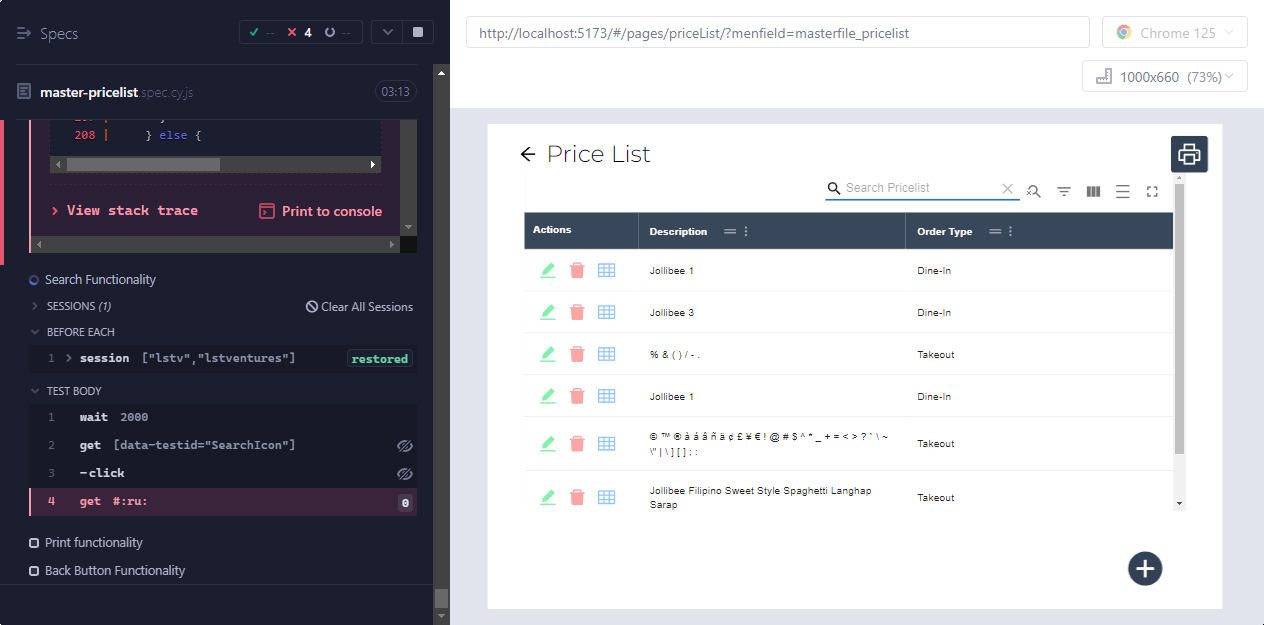 Specs
-- 4 --
master-pricelist spec.cy.js
03:13
208 | } else {
View stack trace
Print to console
Search Functionality
SESSIONS (1)
Clear All Sessions
BEFORE EACH
1 session ["lstv","lstventures"] restored
TEST BODY
1 wait 2000
2 get [data-testid="SearchIcon"]
3 -click
4 get #:ru: 0
Print functionality
Back Button Functionality
http://localhost:5173/#/pages/priceList/?menfield=masterfile_pricelist
Chrome 125
1000x660 (73%)
Price List
Search Pricelist
Actions Description Order Type
Jollibee 1 Dine-In
Jollibee 3 Dine-In
% & ( ) / - . Takeout
Jollibee 1 Dine-In
© ™ ® à á â ñ ä ¢ £ ¥ € ! @ # $ ^ * _ + = < > ? ` \ ~ Takeout
\" | \ ] [ ] : :
Jollibee Filipino Sweet Style Spaghetti Langhap Takeout
Sarap